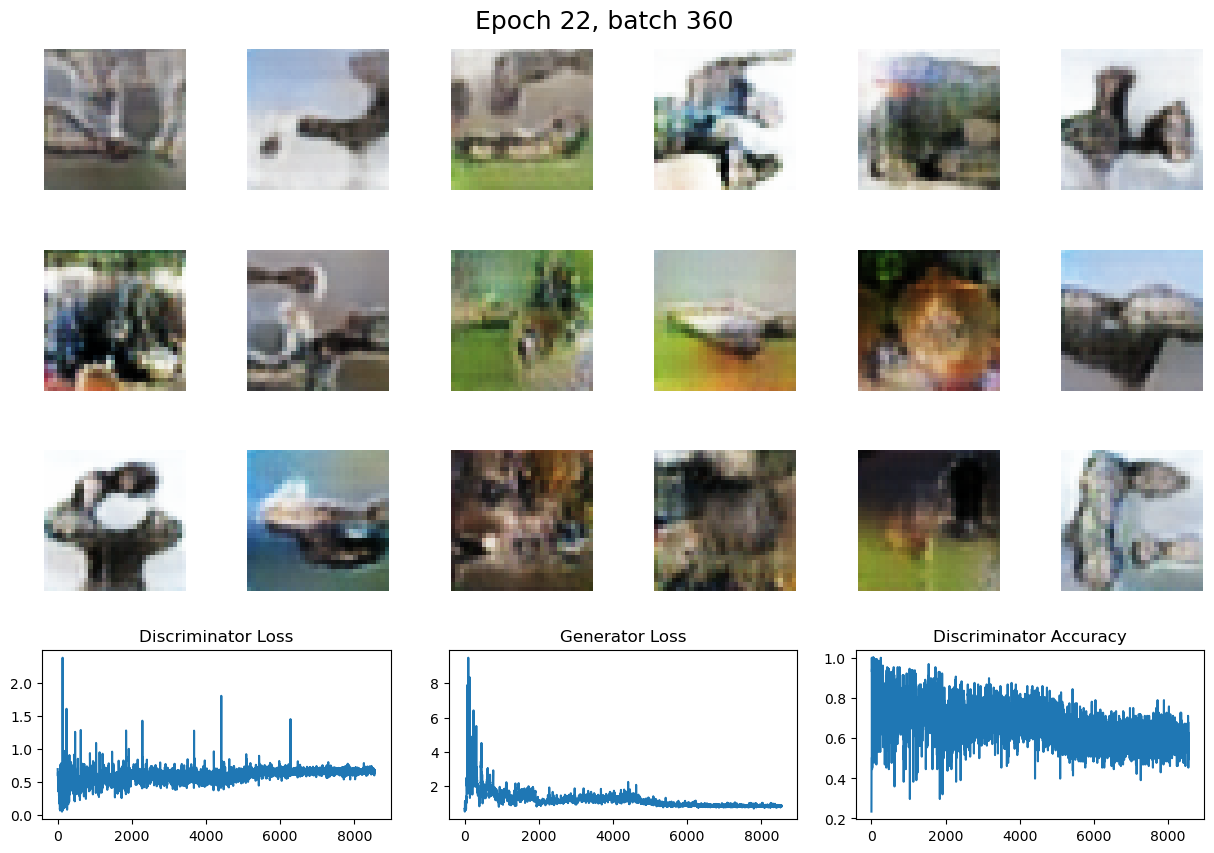 Epoch 22, batch 360
Discriminator Loss
Generator Loss
Discriminator Accuracy
2.0
1.5
1.0
0.5
0.0
0 2000 4000 6000 8000
8
6
4
2
0 2000 4000 6000 8000
1.0
0.8
0.6
0.4
0.2
0 2000 4000 6000 8000